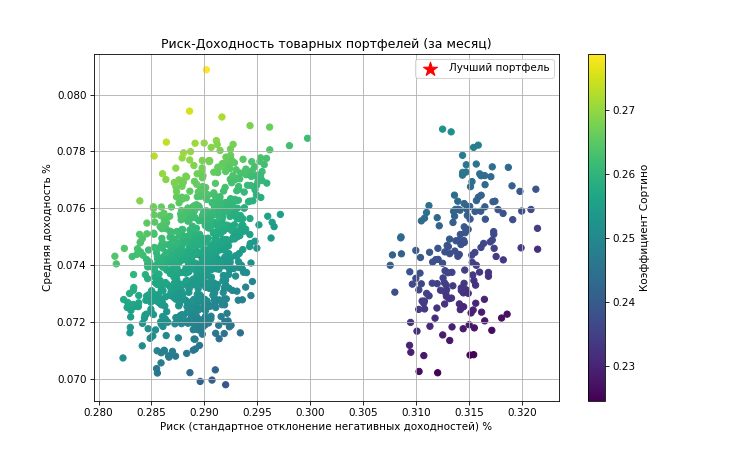 Риск-Доходность товарных портфелей (за месяц)
Лучший портфель
Средняя доходность %
0.080
0.078
0.076
0.074
0.072
0.070
0.280 0.285 0.290 0.295 0.300 0.305 0.310 0.315 0.320
Риск (стандартное отклонение негативных доходностей) %
0.27
0.26
0.25
0.24
0.23
Коэффициент Сортино